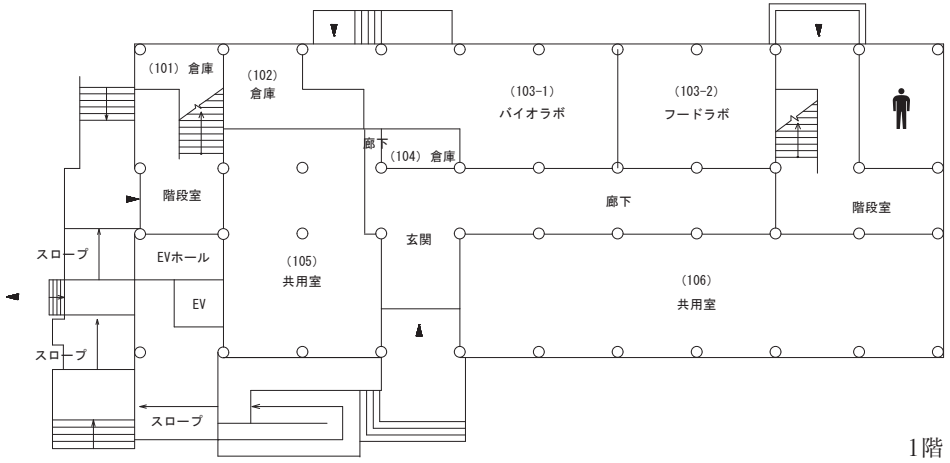 (101) 倉庫
(102)
倉庫
(103-1)
バイオラボ
(103-2)
フードラボ
廊下
(104) 倉庫
階段室
廊下
階段室
玄関
スロープ
EVホール
(105)
共用室
(106)
共用室
EV
スロープ
スロープ
1階